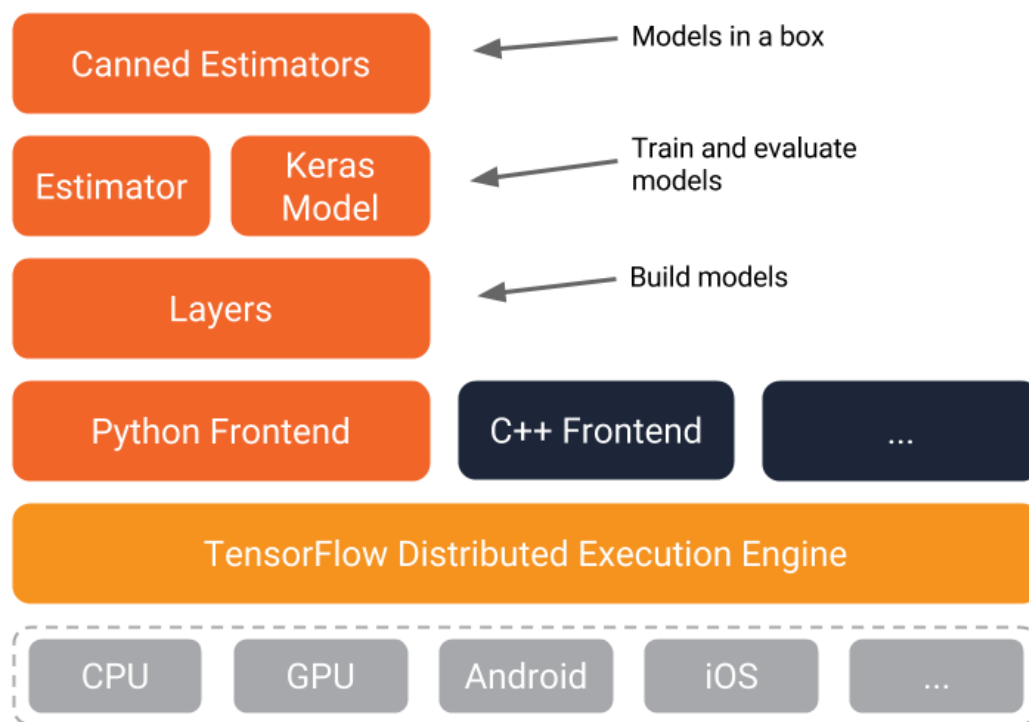 Canned Estimators
Models in a box
Estimator
Keras
Model
Train and evaluate
models
Layers
Build models
Python Frontend
C++ Frontend
...
TensorFlow Distributed Execution Engine
CPU
GPU
Android
iOS
...